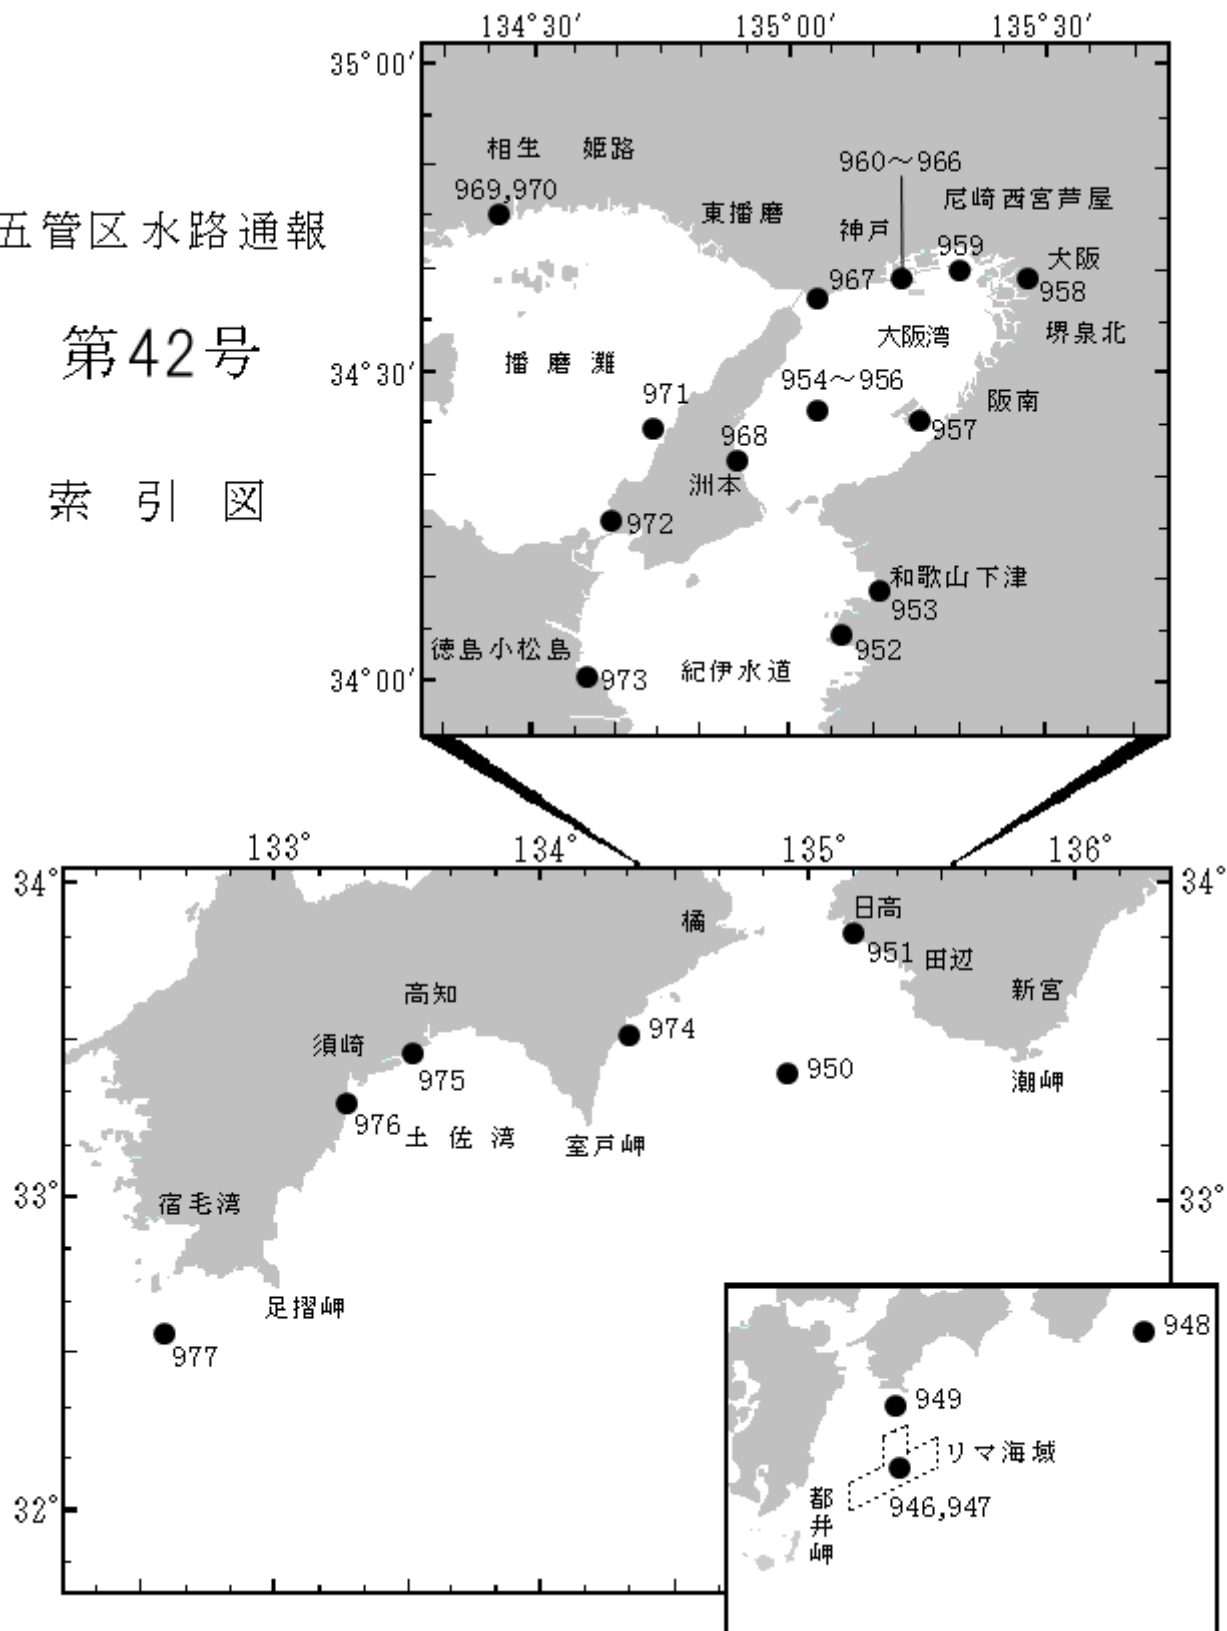 134°30′ 135°00′ 135°30′
35°00′
相生 姫路
969,970
960～966
尼崎西宮芦屋
東播磨
神戸
959
大阪
958
967
五管区水路通報
第42号
索引図
大阪湾
堺泉北
播磨灘
34°30′
954～956
971
阪南
957
968
洲本
972
和歌山下津
953
952
徳島小松島
973
紀伊水道
34°00′
133° 134° 135° 136°
34° 34°
橘
日高
951
田辺
高知
新宮
974
須崎
975
950
潮岬
976
土佐湾
室戸岬
33° 33°
宿毛湾
足摺岬
977
948
949
リマ海域
946,947
都井岬
32°